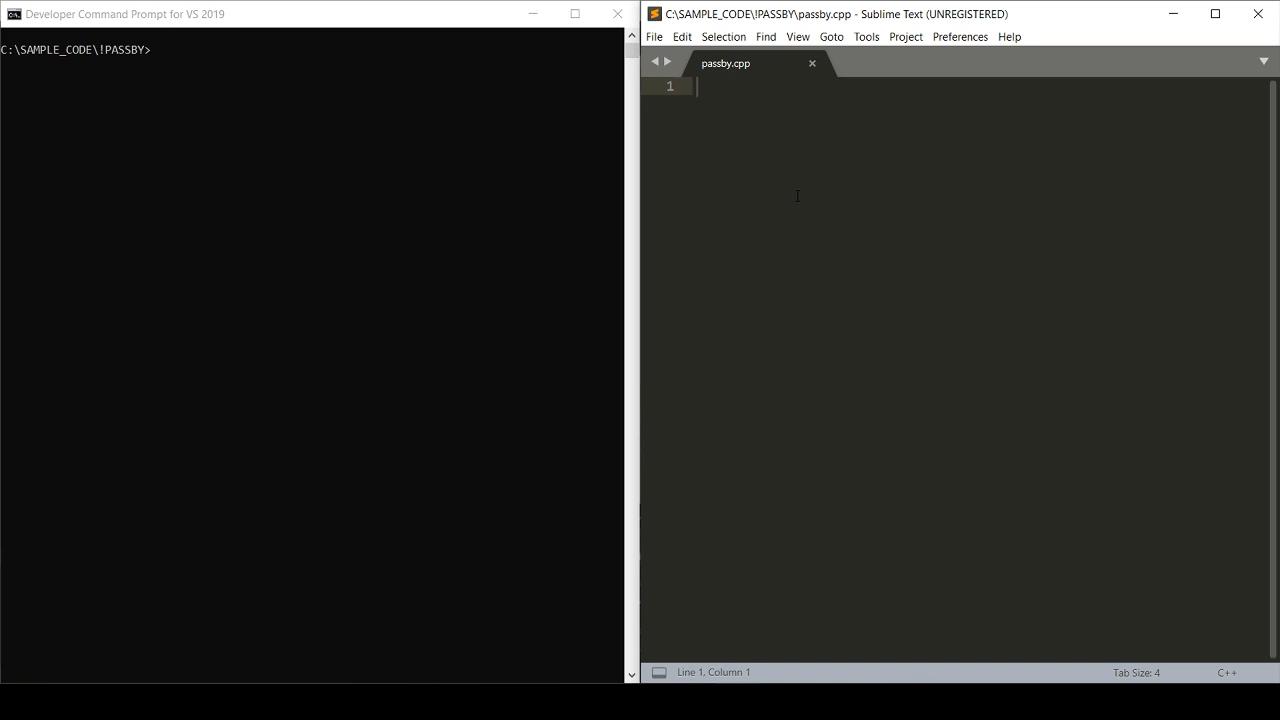 Developer Command Prompt for VS 2019
C:\SAMPLE_CODE\!PASSBY>
C:\SAMPLE_CODE\!PASSBY\passby.cpp - Sublime Text (UNREGISTERED)
File Edit Selection Find View Goto Tools Project Preferences Help
passby.cpp
1
Line 1, Column 1
Tab Size: 4
C++